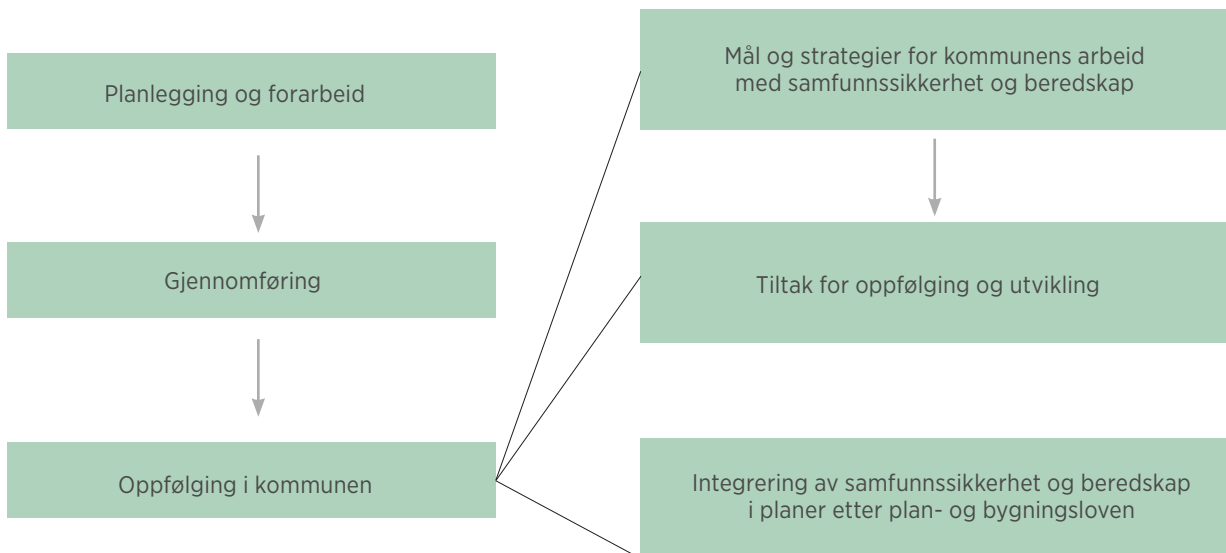 Planlegging og forarbeid
Gjennomføring
Oppfølging i kommunen
Mål og strategier for kommunens arbeid
med samfunnssikkerhet og beredskap
Tiltak for oppfølging og utvikling
Integrering av samfunnssikkerhet og beredskap
i planer etter plan- og bygningsloven